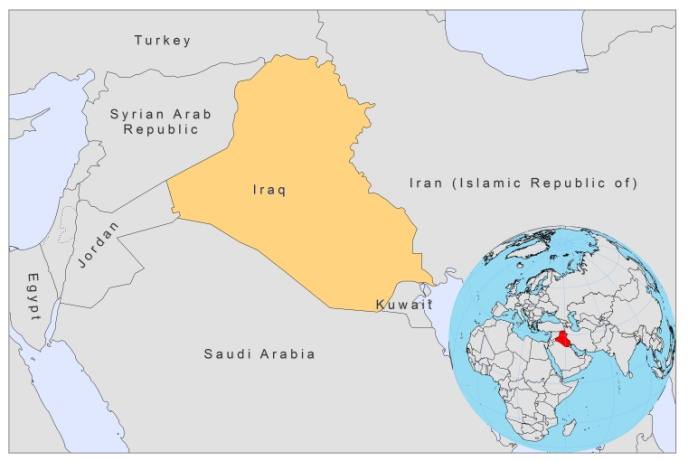 Turkey
Syrian Arab
Republic
Iraq
Iran (Islamic Republic of)
Jordan
Egypt
Kuwait
Saudi Arabia